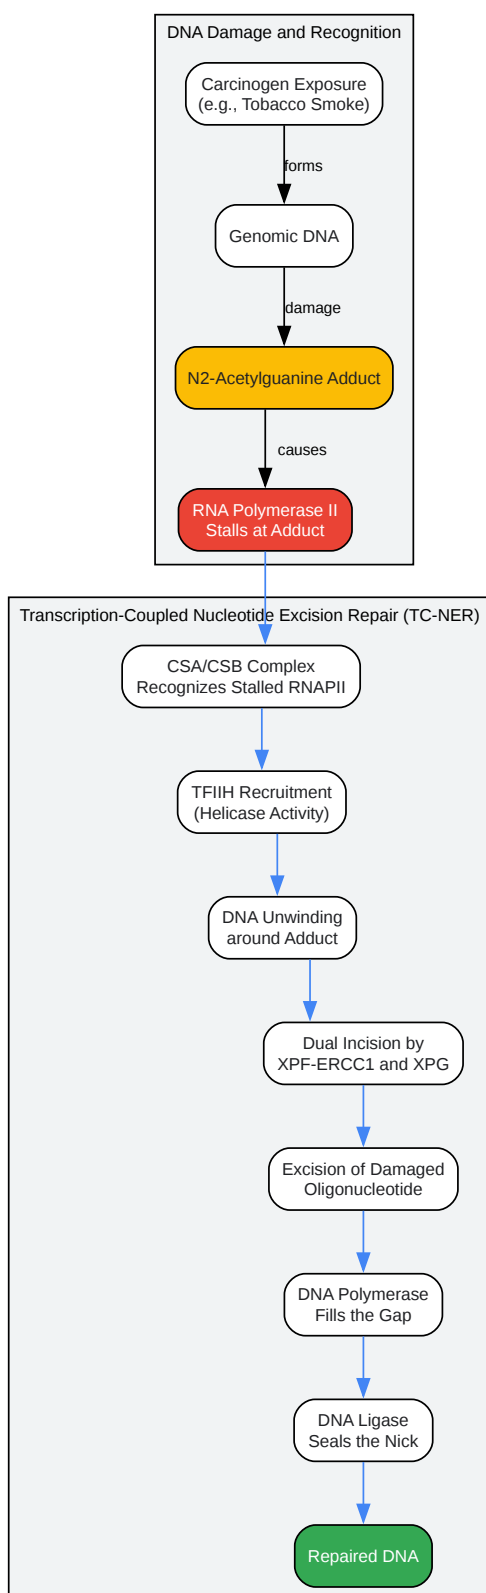 DNA Damage and Recognition
Carcinogen Exposure
(e.g., Tobacco Smoke)
forms
Genomic DNA
damage
N2-Acetylguanine Adduct
causes
RNA Polymerase II
Stalls at Adduct
Transcription-Coupled Nucleotide Excision Repair (TC-NER)
CSA/CSB Complex
Recognizes Stalled RNAPII
TFIIH Recruitment
(Helicase Activity)
DNA Unwinding
around Adduct
Dual Incision by
XPF-ERCC1 and XPG
Excision of Damaged
Oligonucleotide
DNA Polymerase
Fills the Gap
DNA Ligase
Seals the Nick
Repaired DNA